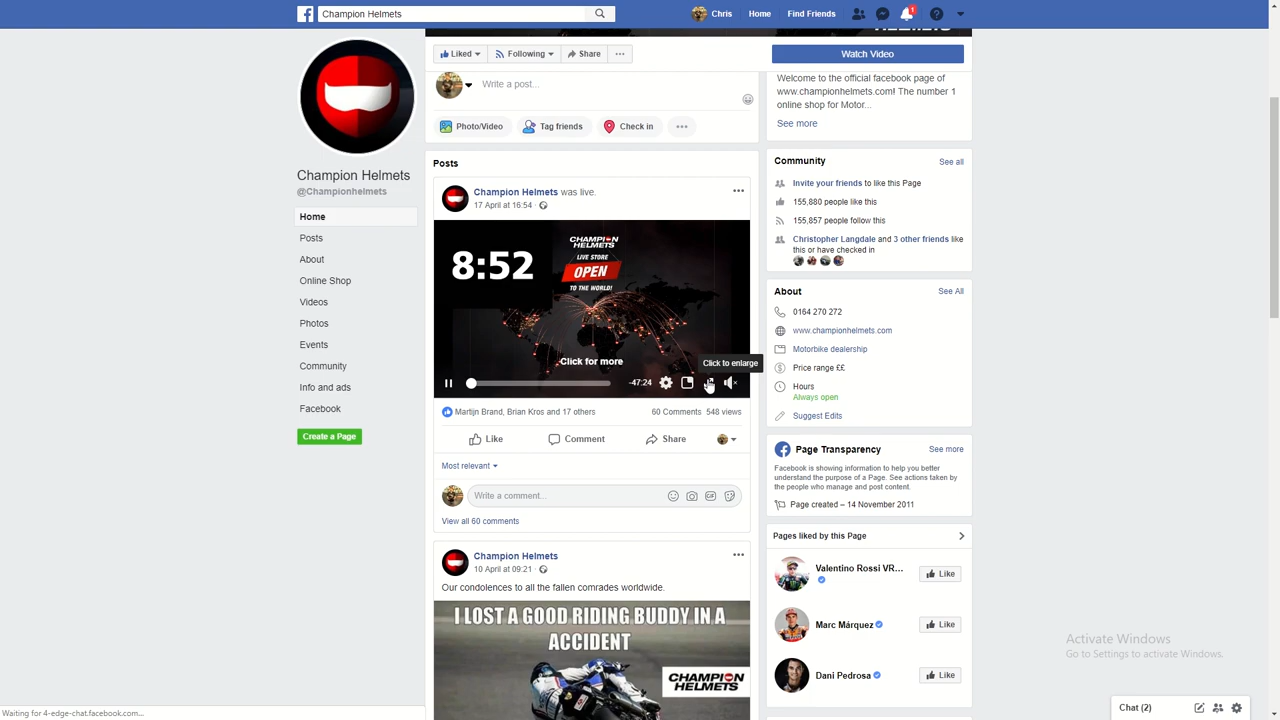 Champion Helmets
Chris
Home
Find Friends
1
Liked
Following
Share
Watch Video
Write a post...
Photo/Video
Tag friends
Check in
Champion Helmets
@Championhelmets
Home
Posts
About
Online Shop
Videos
Photos
Events
Community
Info and ads
Facebook
Create a Page
Posts
Champion Helmets was live.
17 April at 16:54
8:52
CHAMPION
HELMETS
LIVE STORE
OPEN
TO THE WORLD!
Click for more
Click to enlarge
-47:24
Martijn Brand, Brian Kros and 17 others
60 Comments 548 views
Like
Comment
Share
Most relevant
Write a comment...
GIF
View all 60 comments
Champion Helmets
10 April at 09:21
Our condolences to all the fallen comrades worldwide.
I LOST A GOOD RIDING BUDDY IN A
ACCIDENT
CHAMPION
HELMETS
Welcome to the official facebook page of
www.championhelmets.com! The number 1
online shop for Motor...
See more
Community
See all
Invite your friends to like this Page
155,880 people like this
155,857 people follow this
Christopher Langdale and 3 other friends like
this or have checked in
About
See All
0164 270 272
www.championhelmets.com
Motorbike dealership
Price range ££
Hours
Always open
Suggest Edits
Page Transparency
See more
Facebook is showing information to help you better
understand the purpose of a Page. See actions taken by
the people who manage and post content.
Page created – 14 November 2011
Pages liked by this Page
Valentino Rossi VR...
Like
Marc Márquez
Like
Dani Pedrosa
Like
Activate Windows
Go to Settings to activate Windows.
Chat (2)
Waiting for 4-edge-chat.facebook.com...